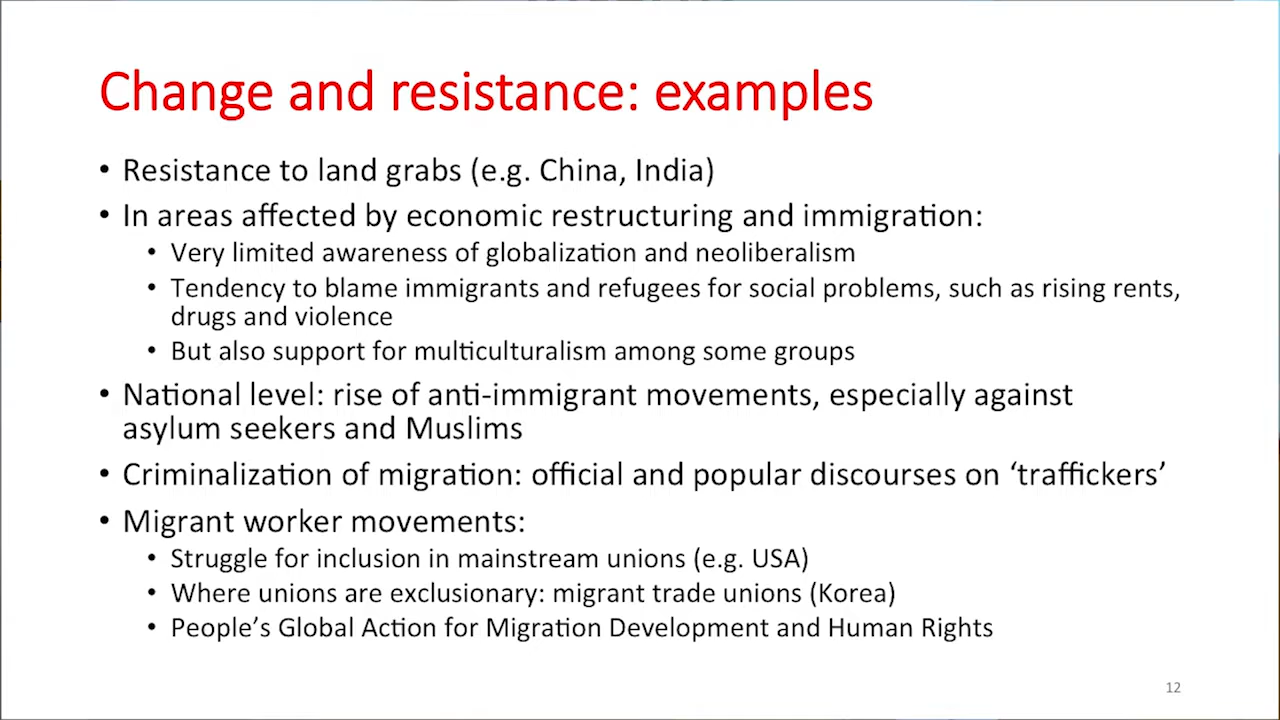 Change and resistance: examples
• Resistance to land grabs (e.g. China, India)
• In areas affected by economic restructuring and immigration:
• Very limited awareness of globalization and neoliberalism
• Tendency to blame immigrants and refugees for social problems, such as rising rents,
drugs and violence
• But also support for multiculturalism among some groups
• National level: rise of anti-immigrant movements, especially against
asylum seekers and Muslims
• Criminalization of migration: official and popular discourses on ‘traffickers’
• Migrant worker movements:
• Struggle for inclusion in mainstream unions (e.g. USA)
• Where unions are exclusionary: migrant trade unions (Korea)
• People’s Global Action for Migration Development and Human Rights
12